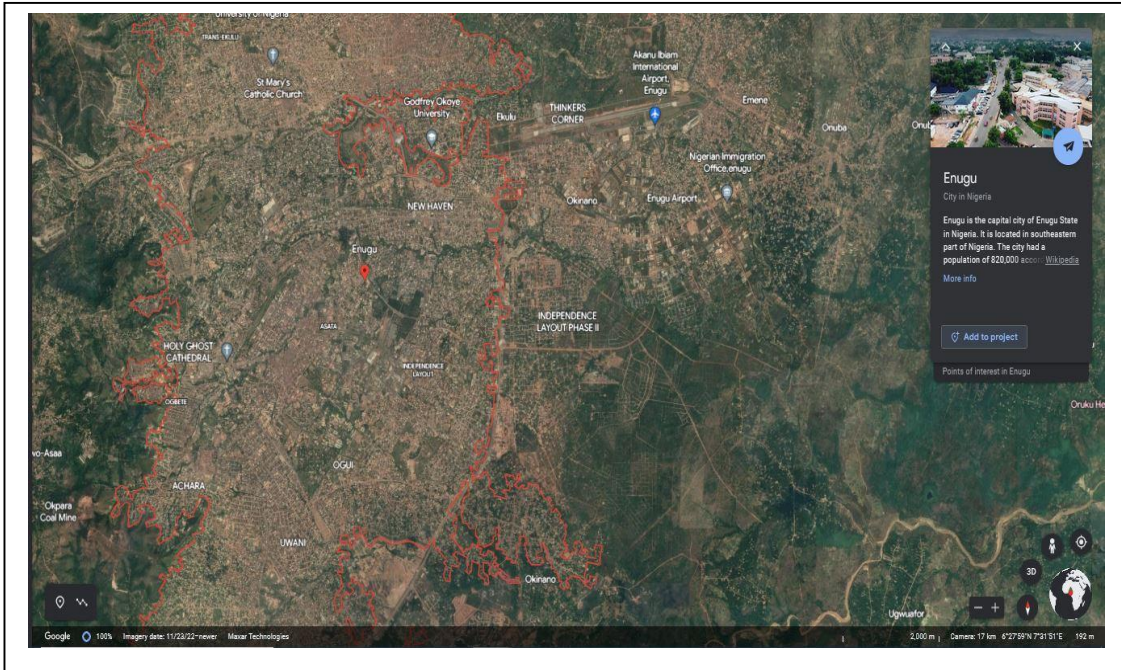 University of Nigeria
TRANS-EKULU
St Mary's
Catholic Church
Godfrey Okoye
University
Ekulu
THINKERS
CORNER
Akanu Ibiam
International
Airport,
Enugu
Emene
Onuba
Nigerian Immigration
Office,enugu
Okinano
Enugu Airport
NEW HAVEN
Enugu
ASATA
INDEPENDENCE
LAYOUT
INDEPENDENCE
LAYOUT PHASE II
HOLY GHOST
CATHEDRAL
OGBETE
OGUI
ACHARA
UWANI
wo-Asaa
Okpara
Coal Mine
Okinano
Ugwuafor
Oruku He
Enugu
City in Nigeria
Enugu is the capital city of Enugu State
in Nigeria. It is located in southeastern
part of Nigeria. The city had a
population of 820,000 accor Wikipedia
More info
Add to project
Points of interest in Enugu
3D
Google 100% Imagery date: 11/23/22-newer Maxar Technologies
2,000 m Camera: 17 km 6°27'59"N 7°31'51"E 192 m